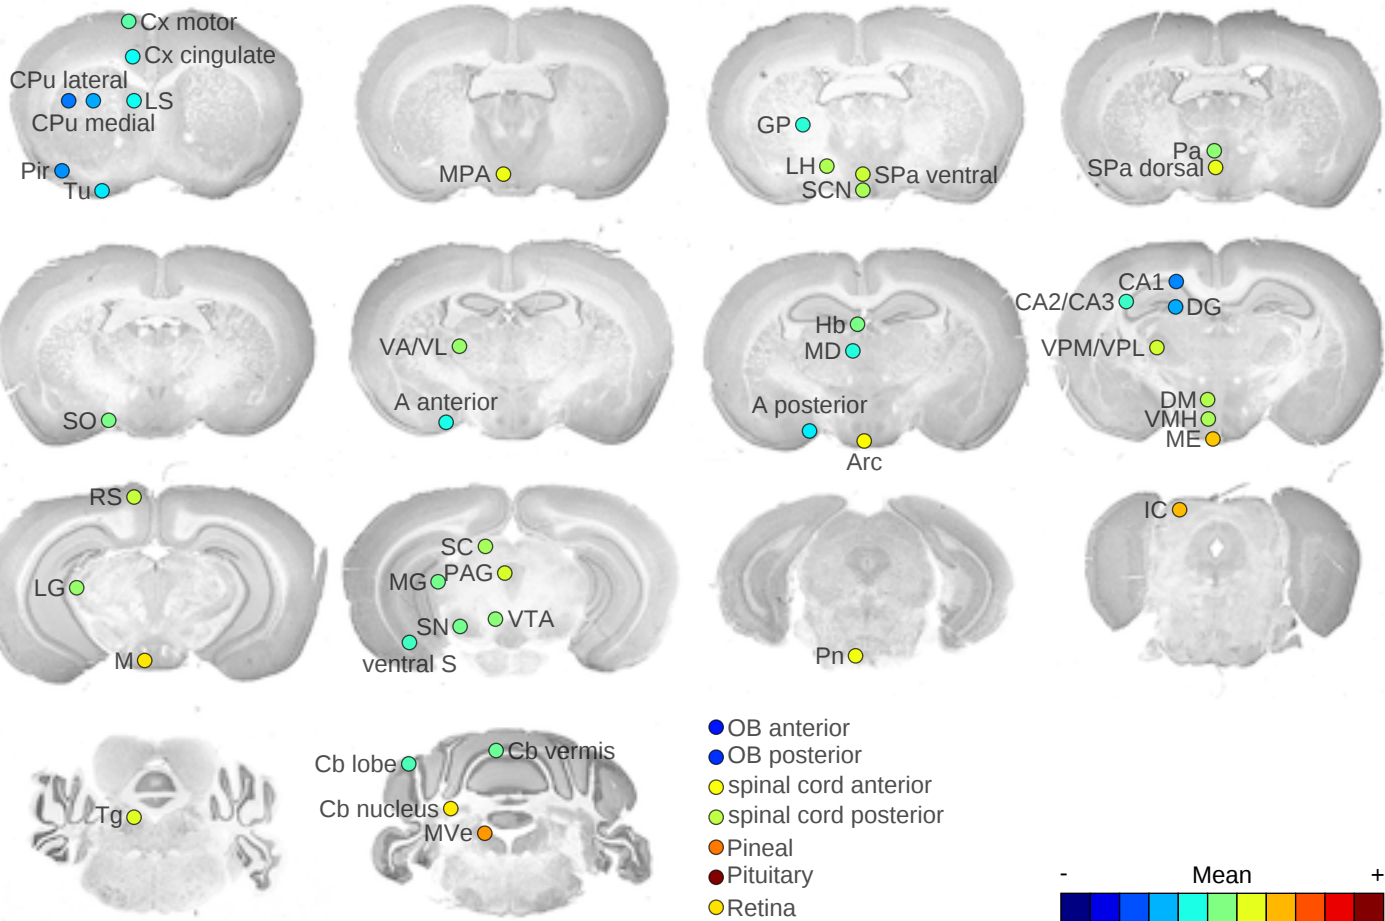 Cx motor
Cx cingulate
CPu lateral
LS
CPu medial
Pir
Tu
MPA
GP
LH
SPa ventral
SCN
Pa
SPa dorsal
SO
VA/VL
A anterior
Hb
MD
A posterior
Arc
CA1
CA2/CA3
DG
VPM/VPL
DM
VMH
ME
RS
LG
M
SC
MG
PAG
SN
VTA
ventral S
Pn
IC
Tg
Cb lobe
Cb vermis
Cb nucleus
MVe
OB anterior
OB posterior
spinal cord anterior
spinal cord posterior
Pineal
Pituitary
Retina
- Mean +